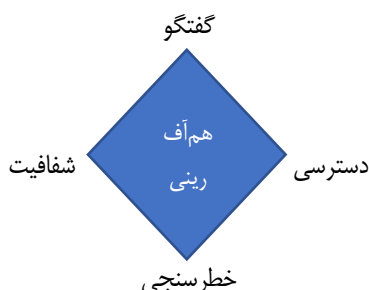 گفتگو
هم‌آف
رینی
دسترسی
شفافیت
خطرسنجی